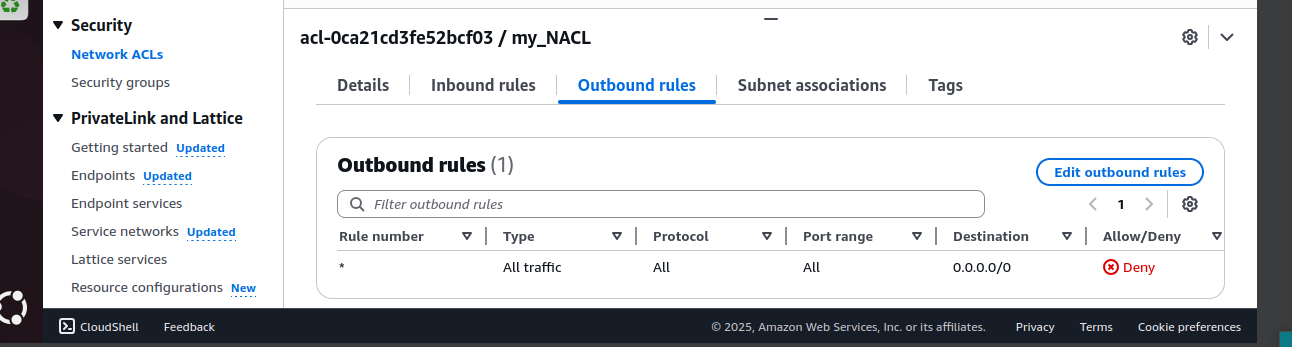 Security
Network ACLs
Security groups
PrivateLink and Lattice
Getting started Updated
Endpoints Updated
Endpoint services
Service networks Updated
Lattice services
Resource configurations New
acl-0ca21cd3fe52bcf03 / my_NACL
Details Inbound rules Outbound rules Subnet associations Tags
Outbound rules (1)
Edit outbound rules
Filter outbound rules
1
Rule number Type Protocol Port range Destination Allow/Deny
* All traffic All All 0.0.0.0/0 Deny
CloudShell Feedback © 2025, Amazon Web Services, Inc. or its affiliates. Privacy Terms Cookie preferences